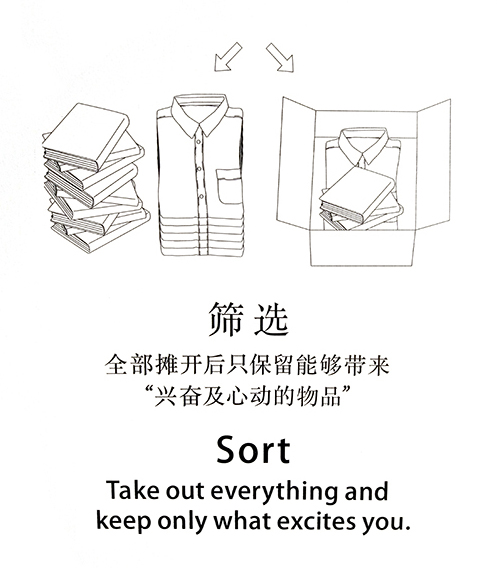 筛选
全部摊开后只保留能够带来
“兴奋及心动的物品”
Sort
Take out everything and
keep only what excites you.